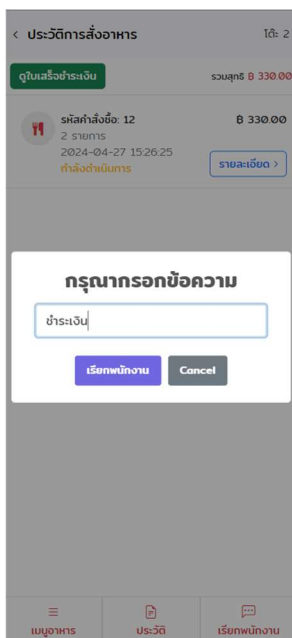 < ประวัติการสั่งอาหาร โต๊ะ 2
ดูใบเสร็จชำระเงิน รวมสุทธิ ฿ 330.00
รหัสคำสั่งซื้อ: 12 ฿ 330.00
2 รายการ
2024-04-27 15:26:25
กำลังดำเนินการ รายละเอียด >
กรุณากรอกข้อความ
ชำระเงิน
เรียกพนักงาน Cancel
เมนูอาหาร ประวัติ เรียกพนักงาน